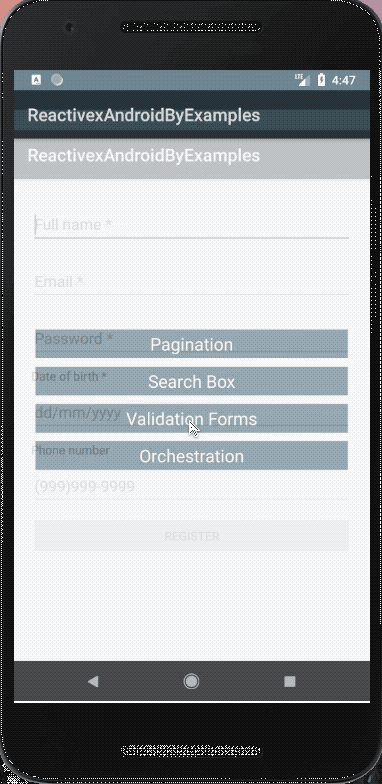 LTE 4:47
ReactivexAndroidByExamples
ReactivexAndroidByExamples
Full name *
Email *
Password *
Pagination
Date of birth *
Search Box
dd/mm/yyyy
Validation Forms
Phone number
Orchestration
(999)999-9999
REGISTER